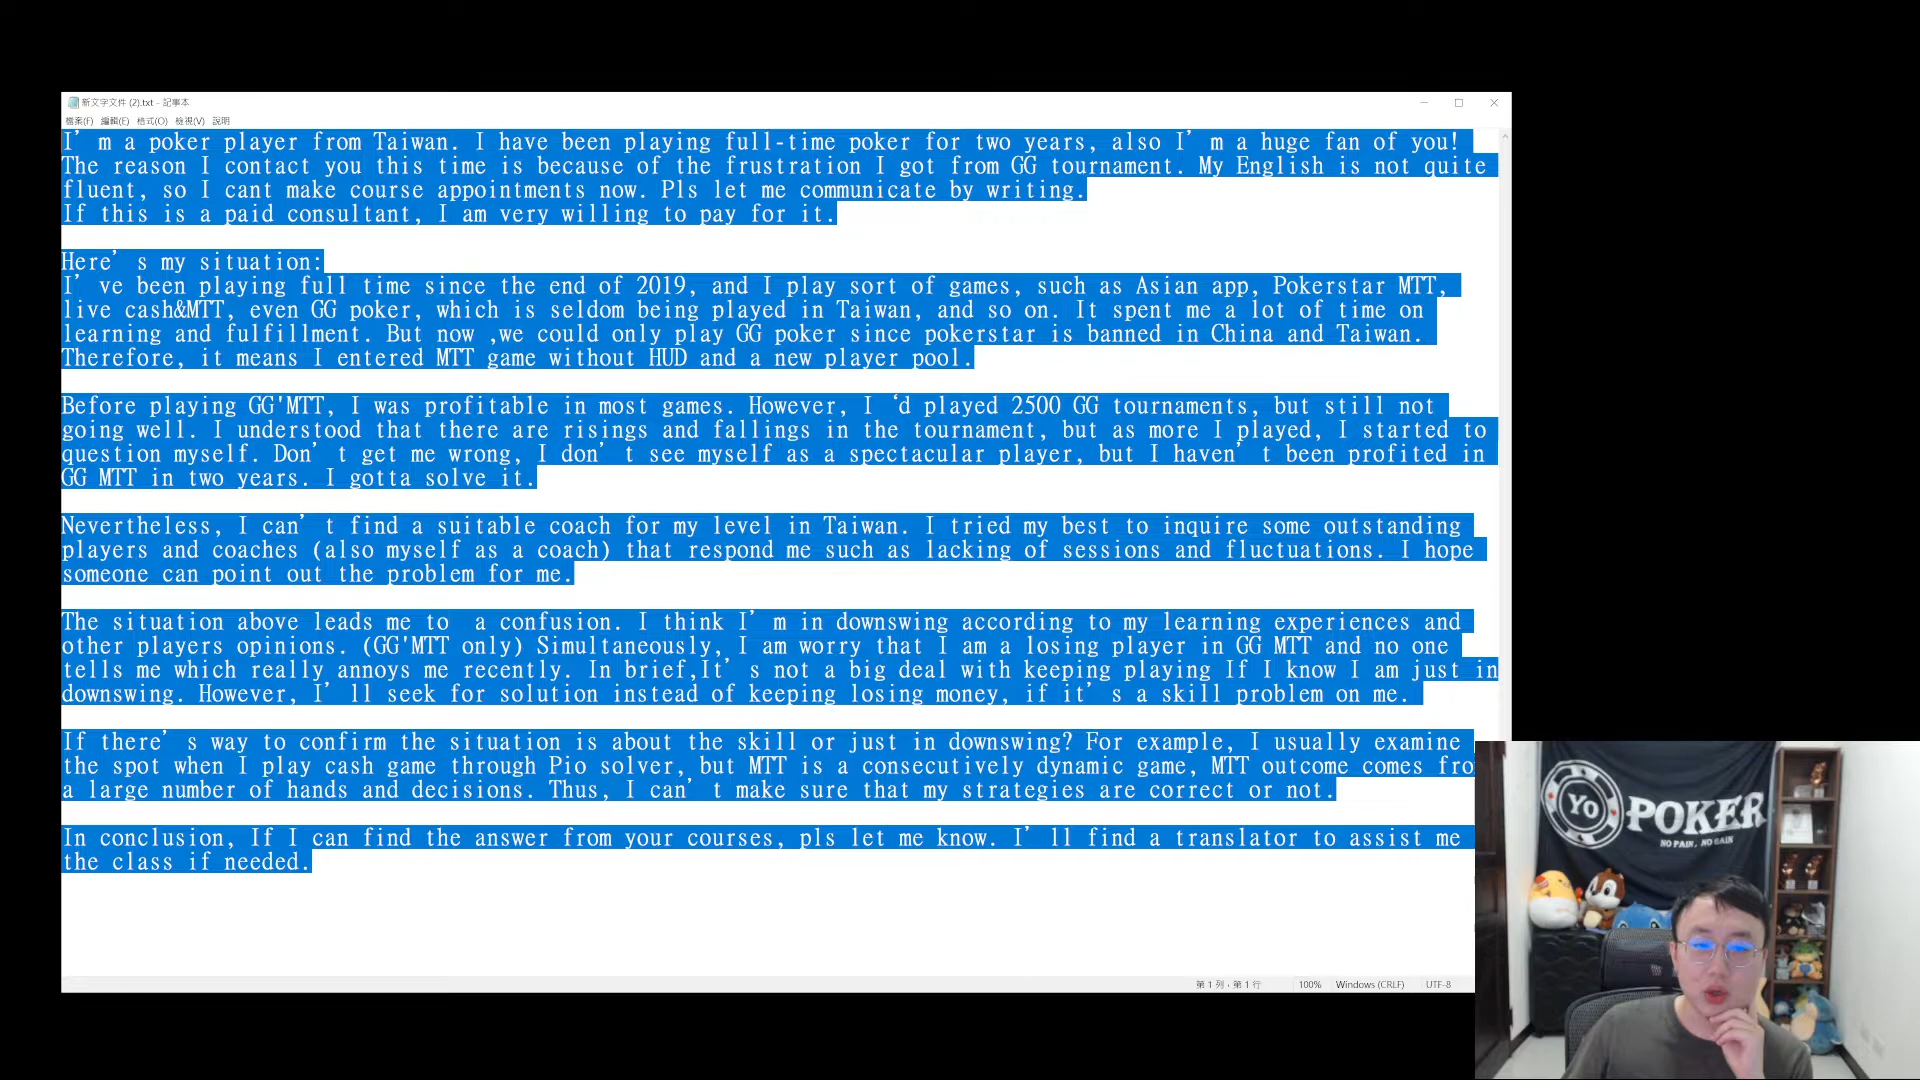 新文字文件 (2).txt - 記事本
檔案(F) 編輯(E) 格式(O) 檢視(V) 說明
I’m a poker player from Taiwan. I have been playing full-time poker for two years, also I’m a huge fan of you!
The reason I contact you this time is because of the frustration I got from GG tournament. My English is not quite
fluent, so I cant make course appointments now. Pls let me communicate by writing.
If this is a paid consultant, I am very willing to pay for it.
Here’s my situation:
I’ve been playing full time since the end of 2019, and I play sort of games, such as Asian app, Pokerstar MTT,
live cash&MTT, even GG poker, which is seldom being played in Taiwan, and so on. It spent me a lot of time on
learning and fulfillment. But now ,we could only play GG poker since pokerstar is banned in China and Taiwan.
Therefore, it means I entered MTT game without HUD and a new player pool.
Before playing GG'MTT, I was profitable in most games. However, I ‘d played 2500 GG tournaments, but still not
going well. I understood that there are risings and fallings in the tournament, but as more I played, I started to
question myself. Don’t get me wrong, I don’t see myself as a spectacular player, but I haven’t been profited in
GG MTT in two years. I gotta solve it.
Nevertheless, I can’t find a suitable coach for my level in Taiwan. I tried my best to inquire some outstanding
players and coaches (also myself as a coach) that respond me such as lacking of sessions and fluctuations. I hope
someone can point out the problem for me.
The situation above leads me to  a confusion. I think I’m in downswing according to my learning experiences and
other players opinions. (GG'MTT only) Simultaneously, I am worry that I am a losing player in GG MTT and no one
tells me which really annoys me recently. In brief,It’s not a big deal with keeping playing If I know I am just in
downswing. However, I’ll seek for solution instead of keeping losing money, if it’s a skill problem on me.
If there’s way to confirm the situation is about the skill or just in downswing? For example, I usually examine
the spot when I play cash game through Pio solver, but MTT is a consecutively dynamic game, MTT outcome comes fro
a large number of hands and decisions. Thus, I can’t make sure that my strategies are correct or not.
In conclusion, If I can find the answer from your courses, pls let me know. I’ll find a translator to assist me
the class if needed.
第 1 列，第 1 行 100% Windows (CRLF) UTF-8
YO POKER
NO PAIN, NO GAIN